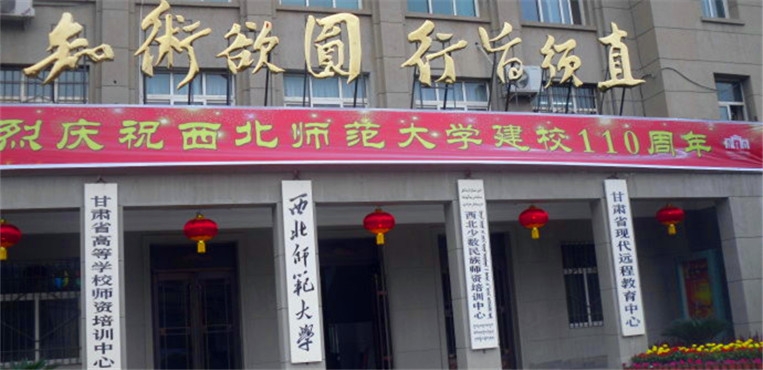 知術欲圓 行旨須直
烈庆祝西北师范大学建校110周年
甘肃省高等学校师资培训中心
西北師範大學
西北少数民族师资培训中心
甘肃省现代远程教育中心